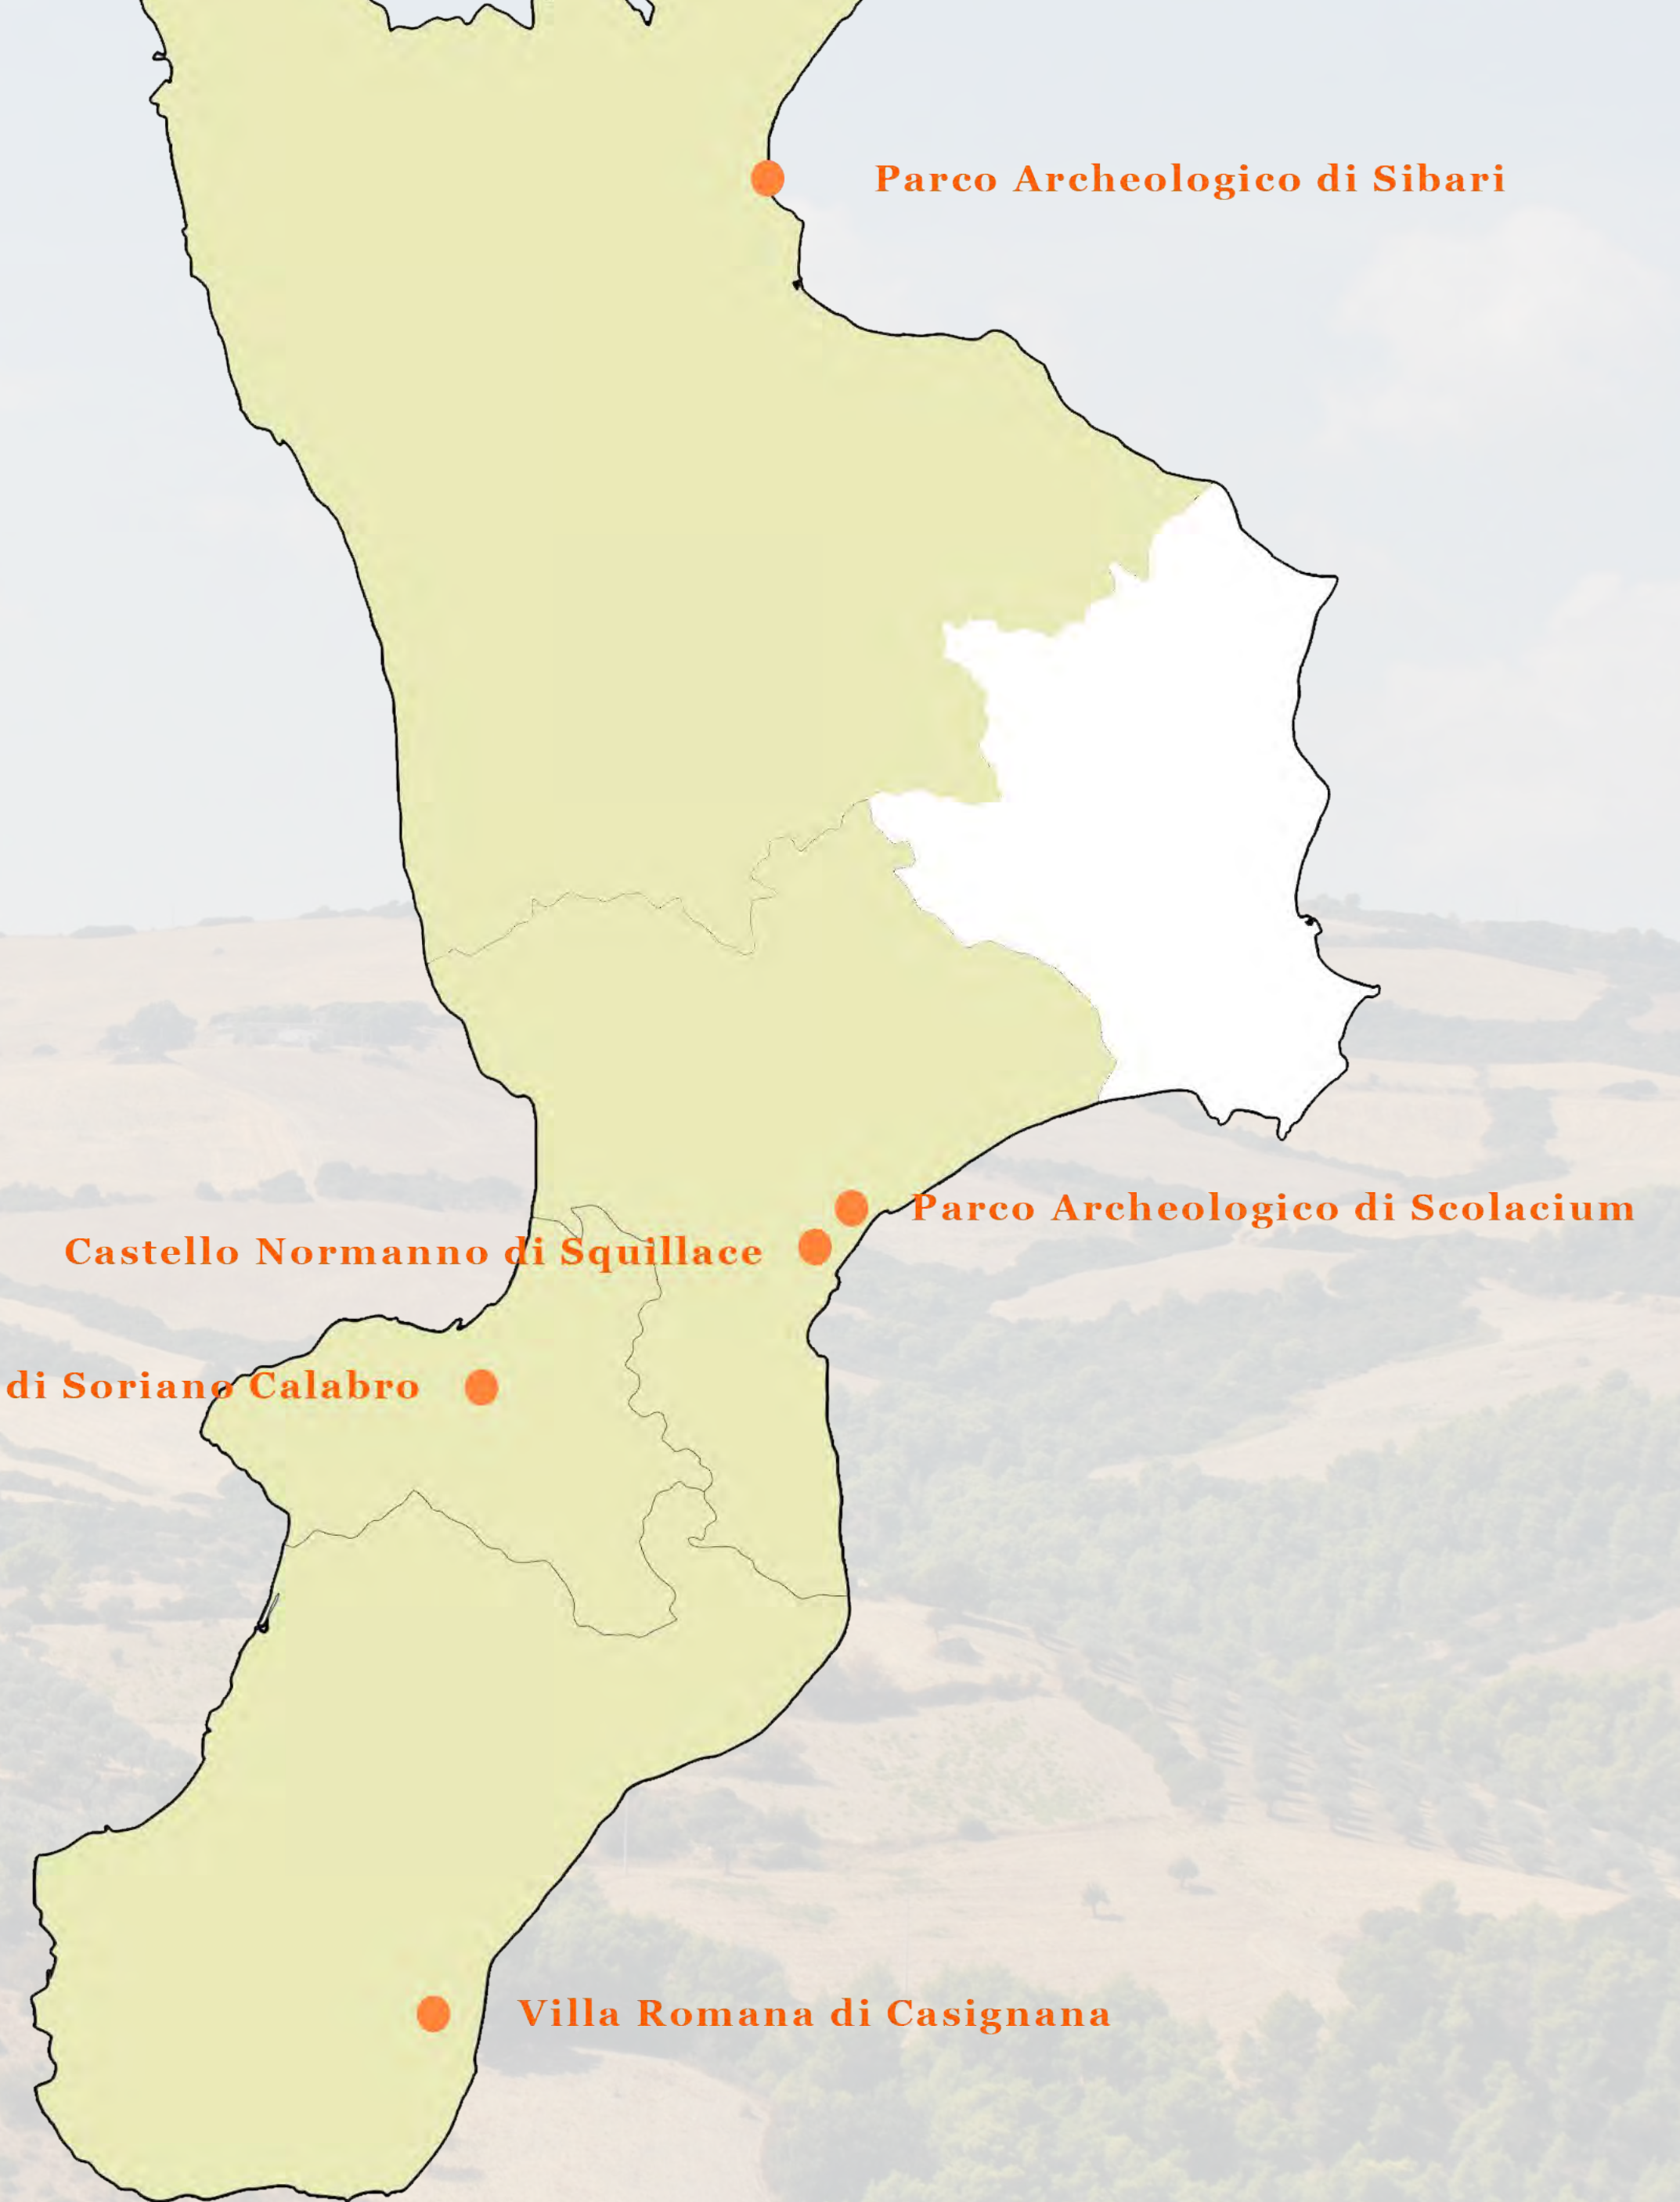 Parco Archeologico di Sibari
Parco Archeologico di Scolacium
Castello Normanno di Squillace
di Soriano Calabro
Villa Romana di Casignana